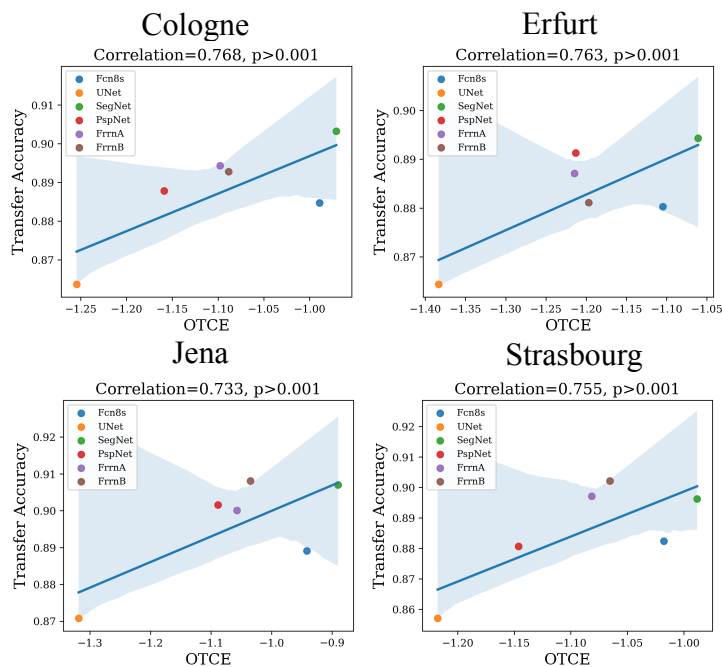 Cologne
Correlation=0.768, p>0.001
Transfer Accuracy
0.91
0.90
0.89
0.88
0.87
Fcn8s
UNet
SegNet
PspNet
FrrnA
FrrnB
−1.25 −1.20 −1.15 −1.10 −1.05 −1.00
OTCE
Erfurt
Correlation=0.763, p>0.001
Transfer Accuracy
0.90
0.89
0.88
0.87
Fcn8s
UNet
SegNet
PspNet
FrrnA
FrrnB
−1.40 −1.35 −1.30 −1.25 −1.20 −1.15 −1.10 −1.05
OTCE
Jena
Correlation=0.733, p>0.001
Transfer Accuracy
0.92
0.91
0.90
0.89
0.88
0.87
Fcn8s
UNet
SegNet
PspNet
FrrnA
FrrnB
−1.3 −1.2 −1.1 −1.0 −0.9
OTCE
Strasbourg
Correlation=0.755, p>0.001
Transfer Accuracy
0.92
0.91
0.90
0.89
0.88
0.87
0.86
Fcn8s
UNet
SegNet
PspNet
FrrnA
FrrnB
−1.20 −1.15 −1.10 −1.05 −1.00
OTCE